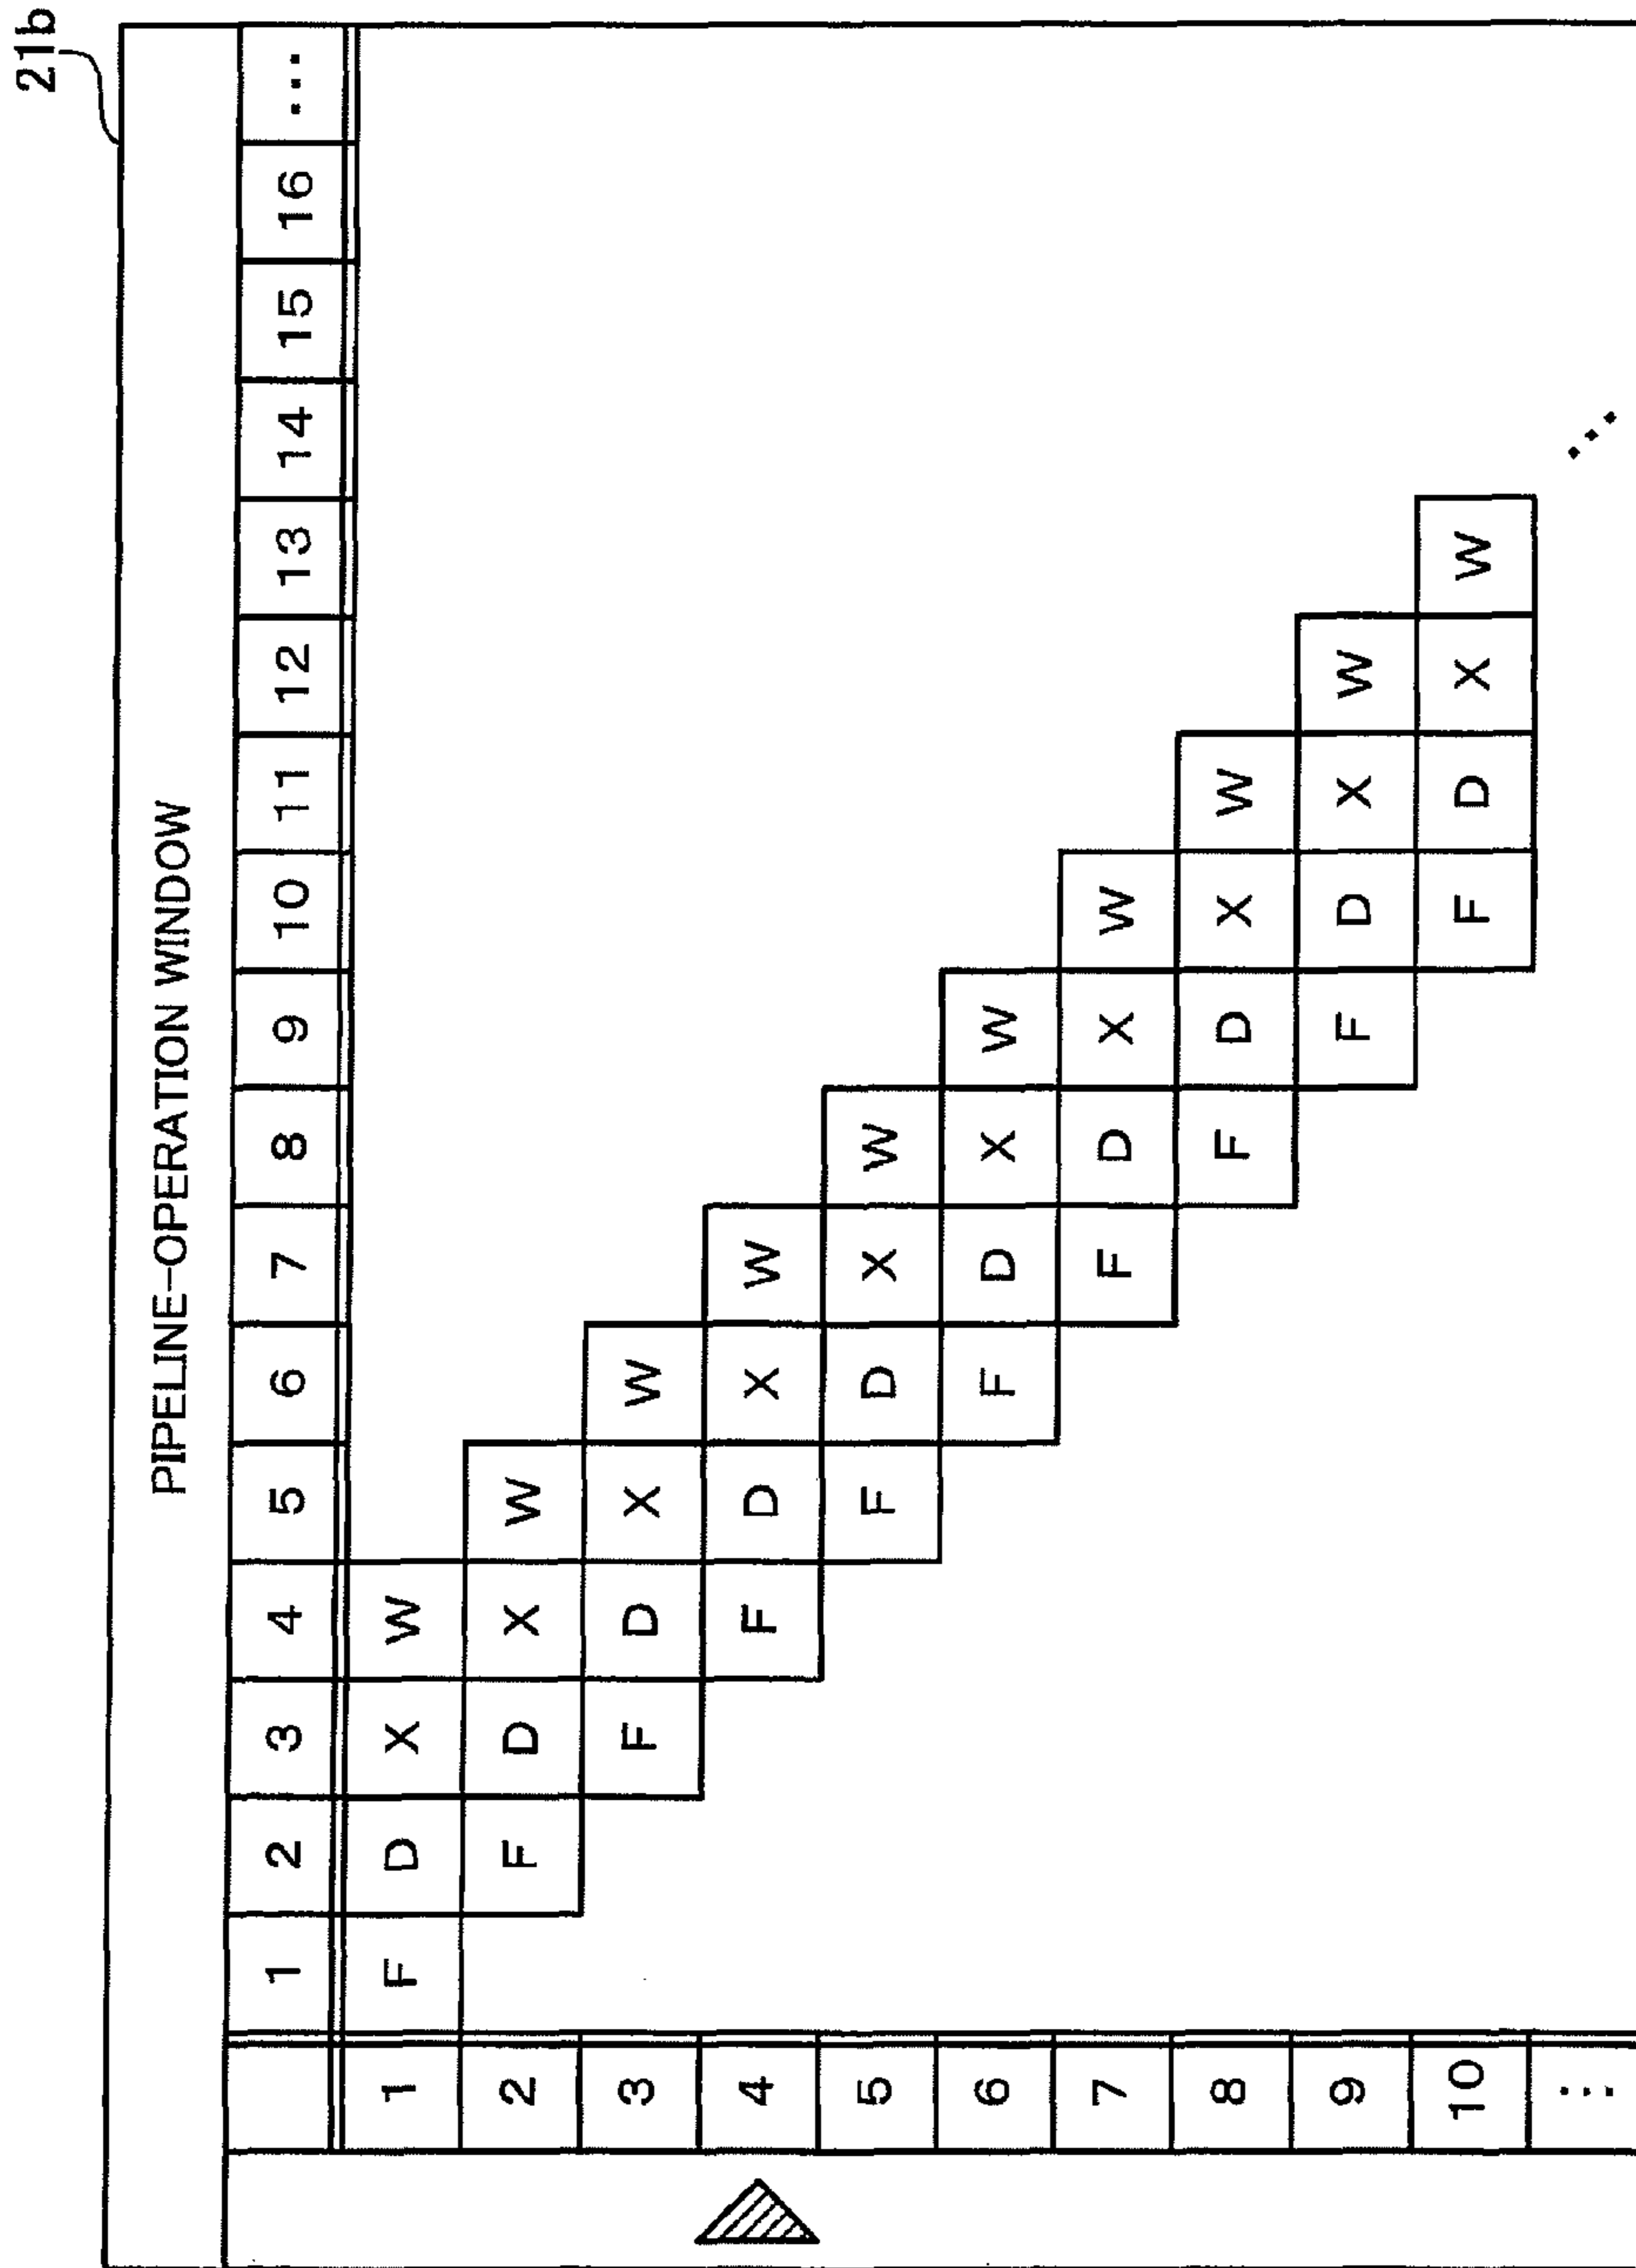 21b
PIPELINE-OPERATION WINDOW
1 2 3 4 5 6 7 8 9 10 11 12 13 14 15 16 ...
1 F D X W
2 F D X W
3 F D X W
4 F D X W
5 F D X W
6 F D X W
7 F D X W
8 F D X W
9 F D X W
10 F D X W
...